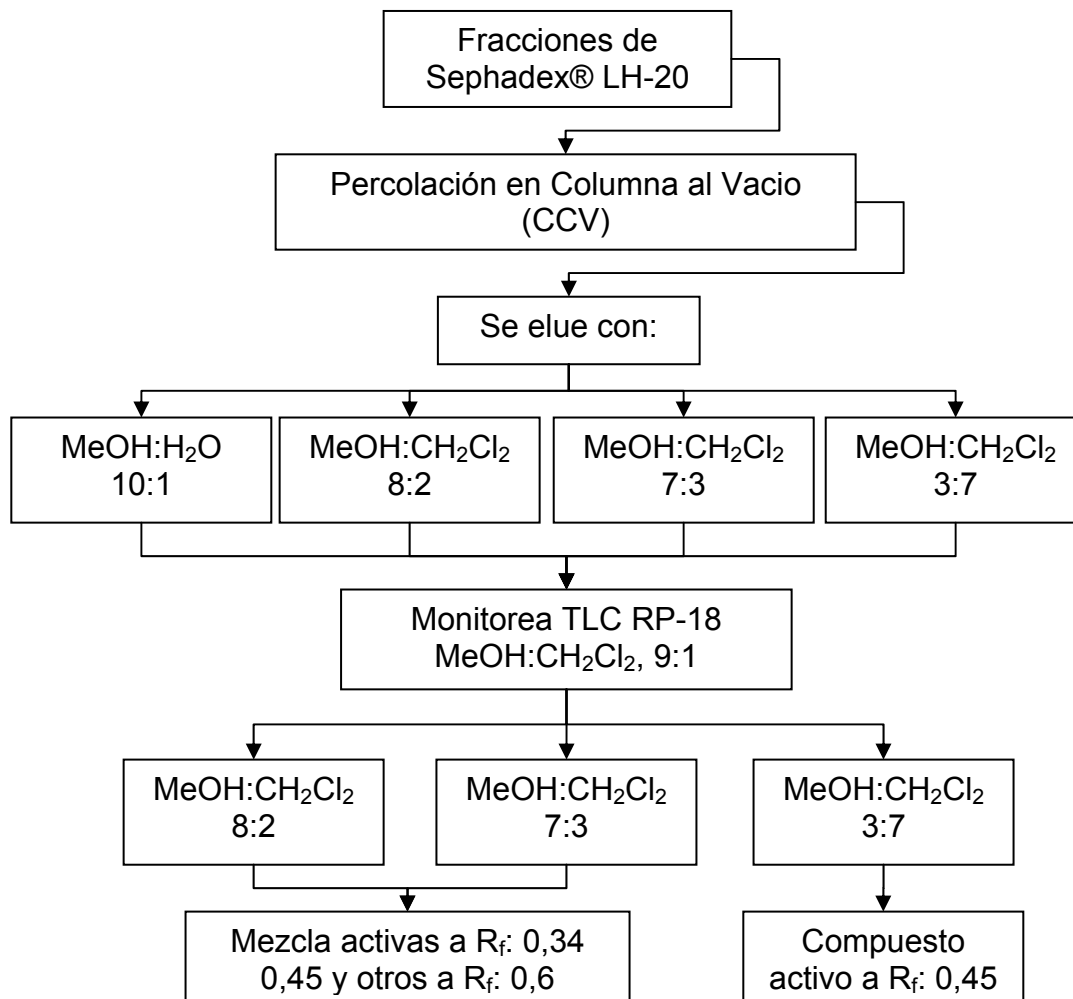 Fracciones de
Sephadex® LH-20
Percolación en Columna al Vacio
(CCV)
Se elue con:
MeOH:H₂O
10:1
MeOH:CH₂Cl₂
8:2
MeOH:CH₂Cl₂
7:3
MeOH:CH₂Cl₂
3:7
Monitorea TLC RP-18
MeOH:CH₂Cl₂, 9:1
MeOH:CH₂Cl₂
8:2
MeOH:CH₂Cl₂
7:3
MeOH:CH₂Cl₂
3:7
Mezcla activas a Rf: 0,34
0,45 y otros a Rf: 0,6
Compuesto
activo a Rf: 0,45